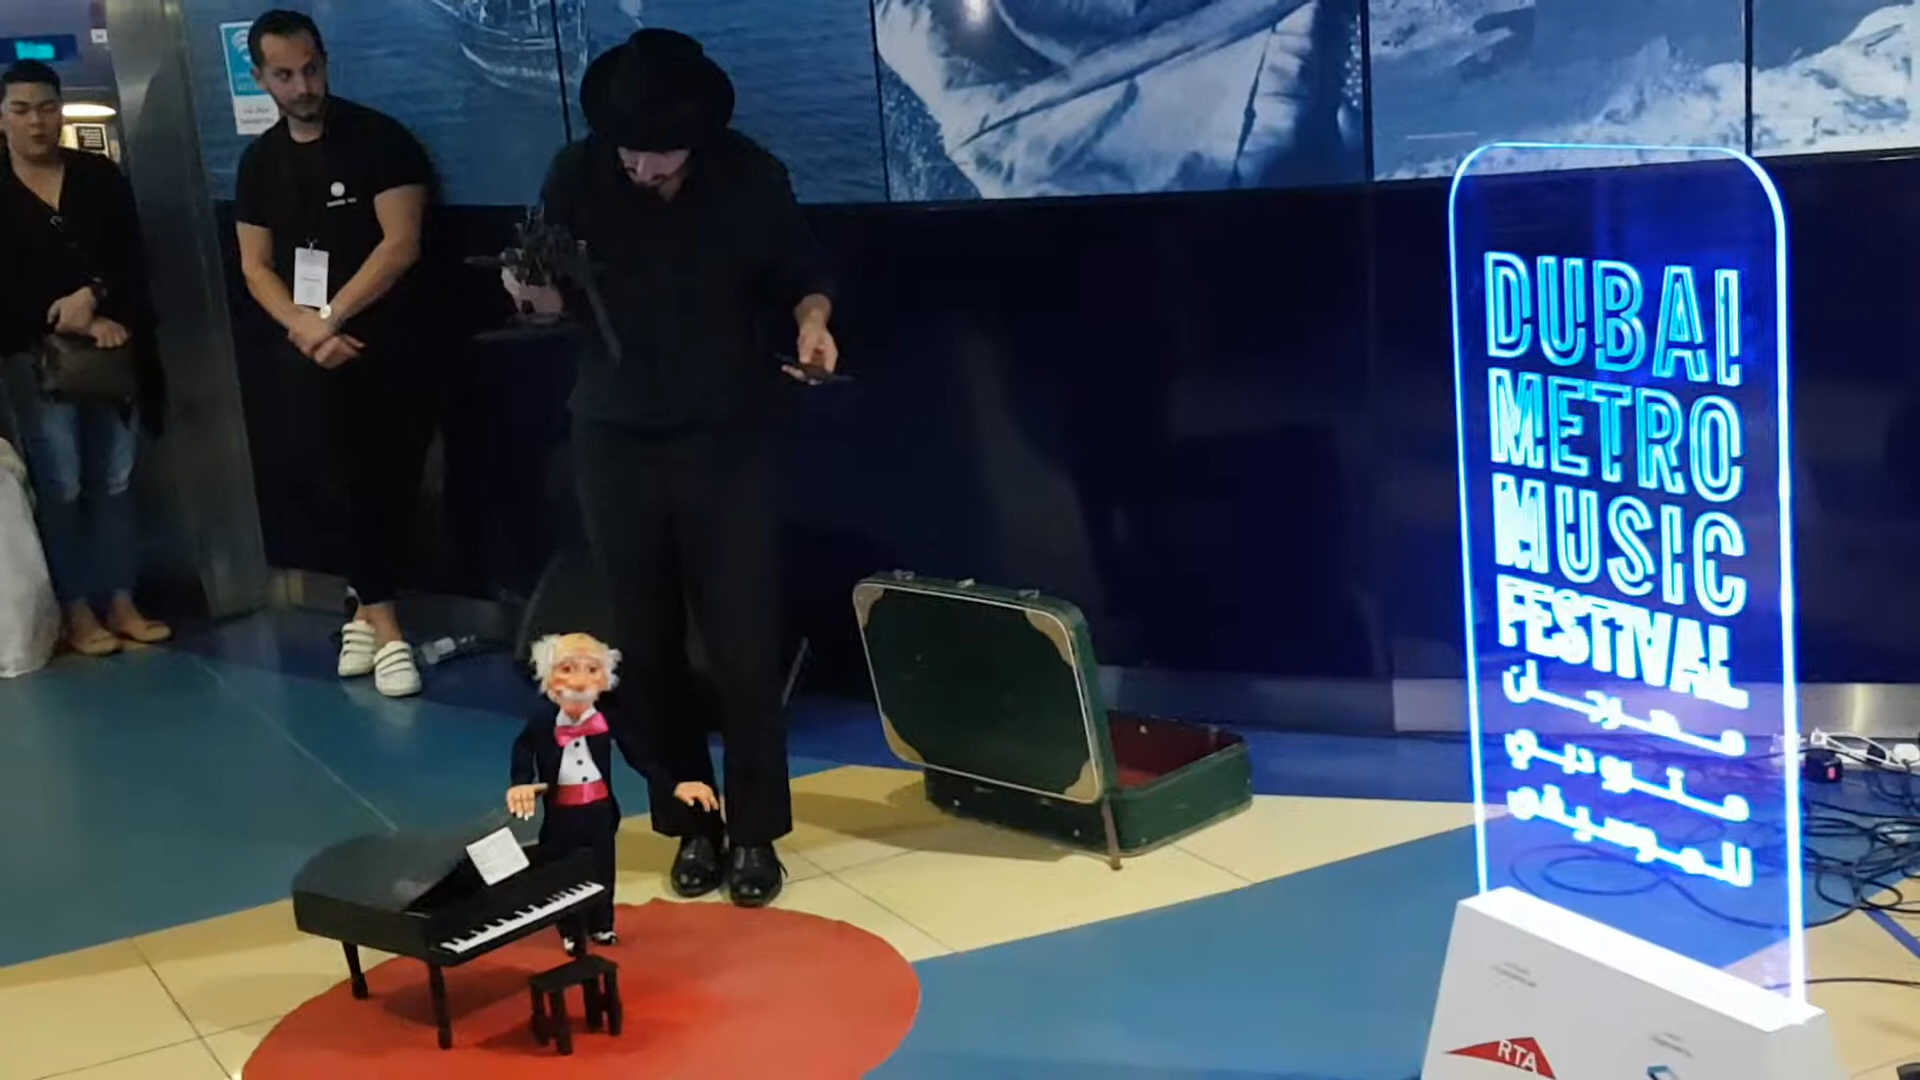 DUBAI
METRO
MUSIC
FESTIVAL
مهرجان
مترو دبي
للموسيقى
RTA